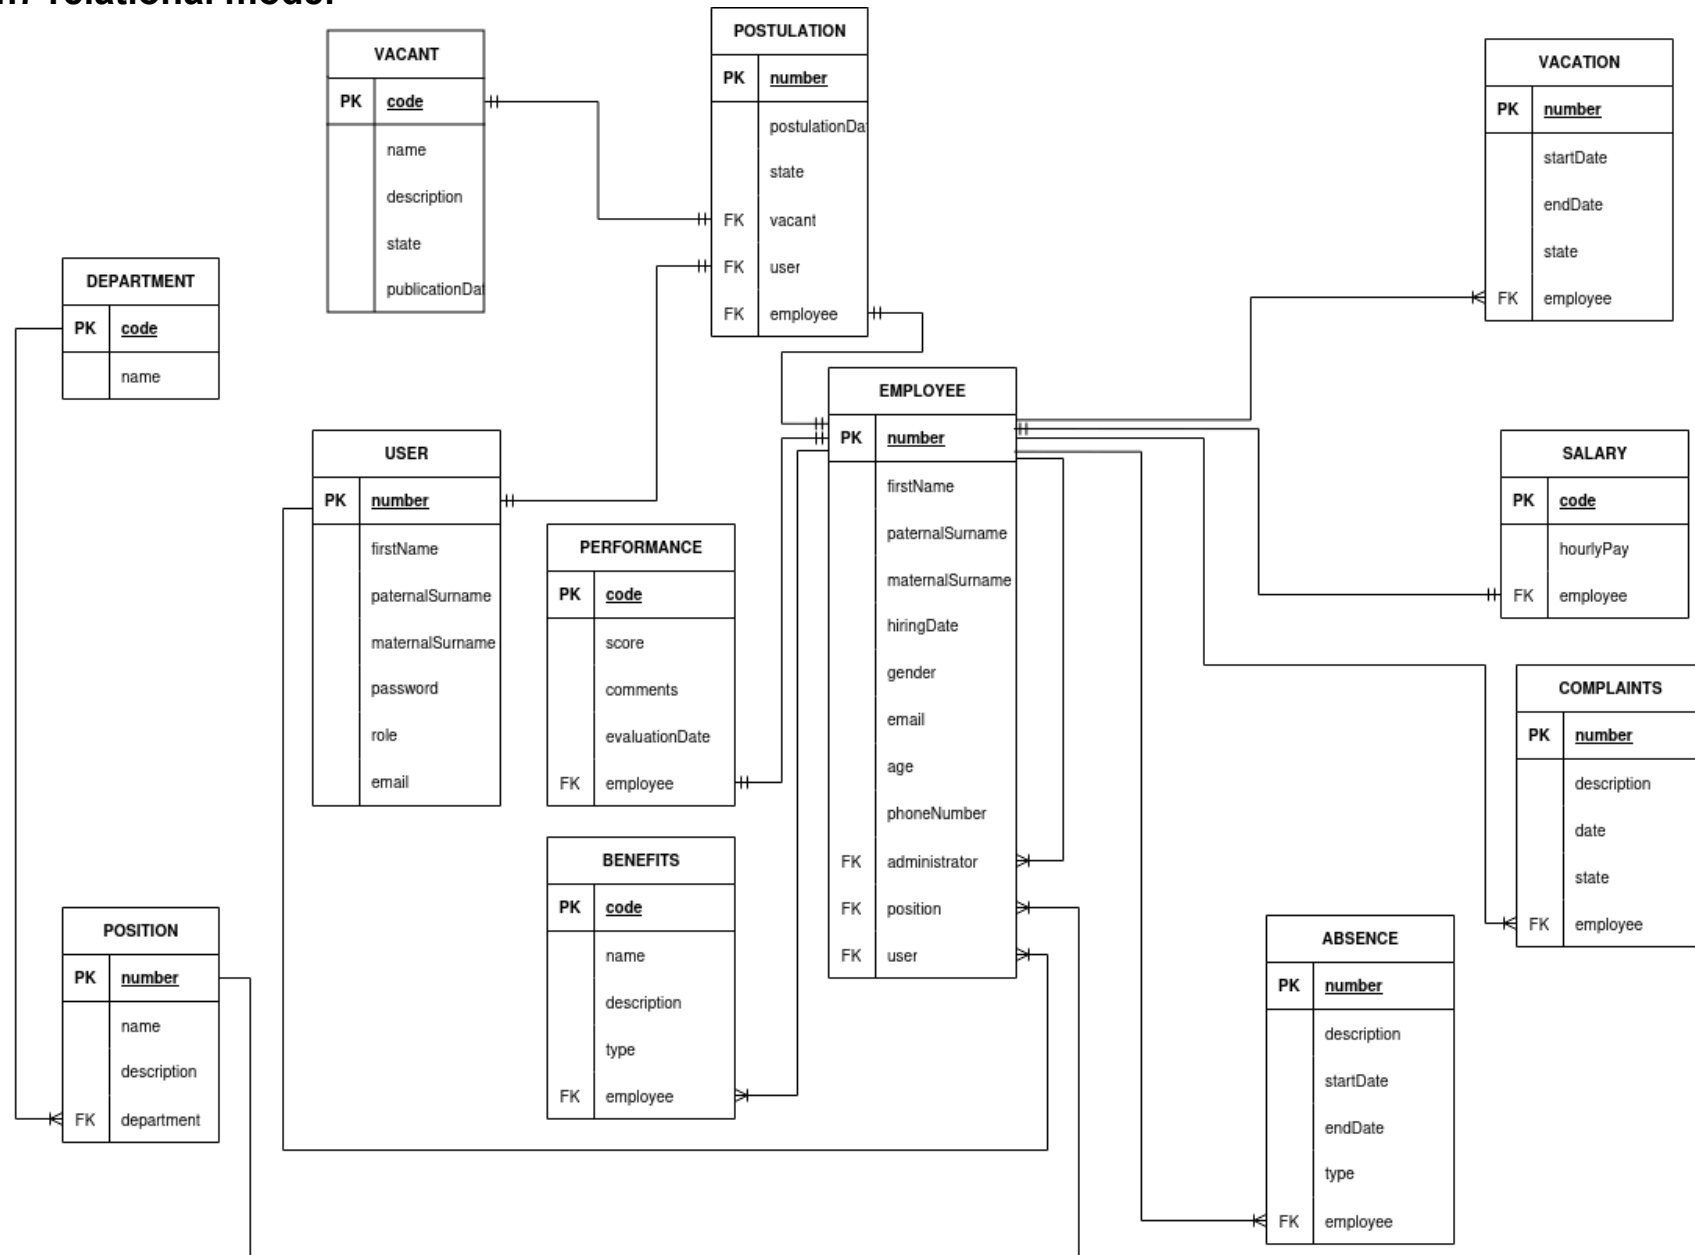 relational model
VACANT
PK code
name
description
state
publicationDat
POSTULATION
PK number
postulationDa
state
FK vacant
FK user
FK employee
VACATION
PK number
startDate
endDate
state
FK employee
DEPARTMENT
PK code
name
EMPLOYEE
PK number
firstName
paternalSurname
maternalSurname
hiringDate
gender
email
age
phoneNumber
FK administrator
FK position
FK user
USER
PK number
firstName
paternalSurname
maternalSurname
password
role
email
SALARY
PK code
hourlyPay
FK employee
PERFORMANCE
PK code
score
comments
evaluationDate
FK employee
COMPLAINTS
PK number
description
date
state
FK employee
BENEFITS
PK code
name
description
type
FK employee
POSITION
PK number
name
description
FK department
ABSENCE
PK number
description
startDate
endDate
type
FK employee